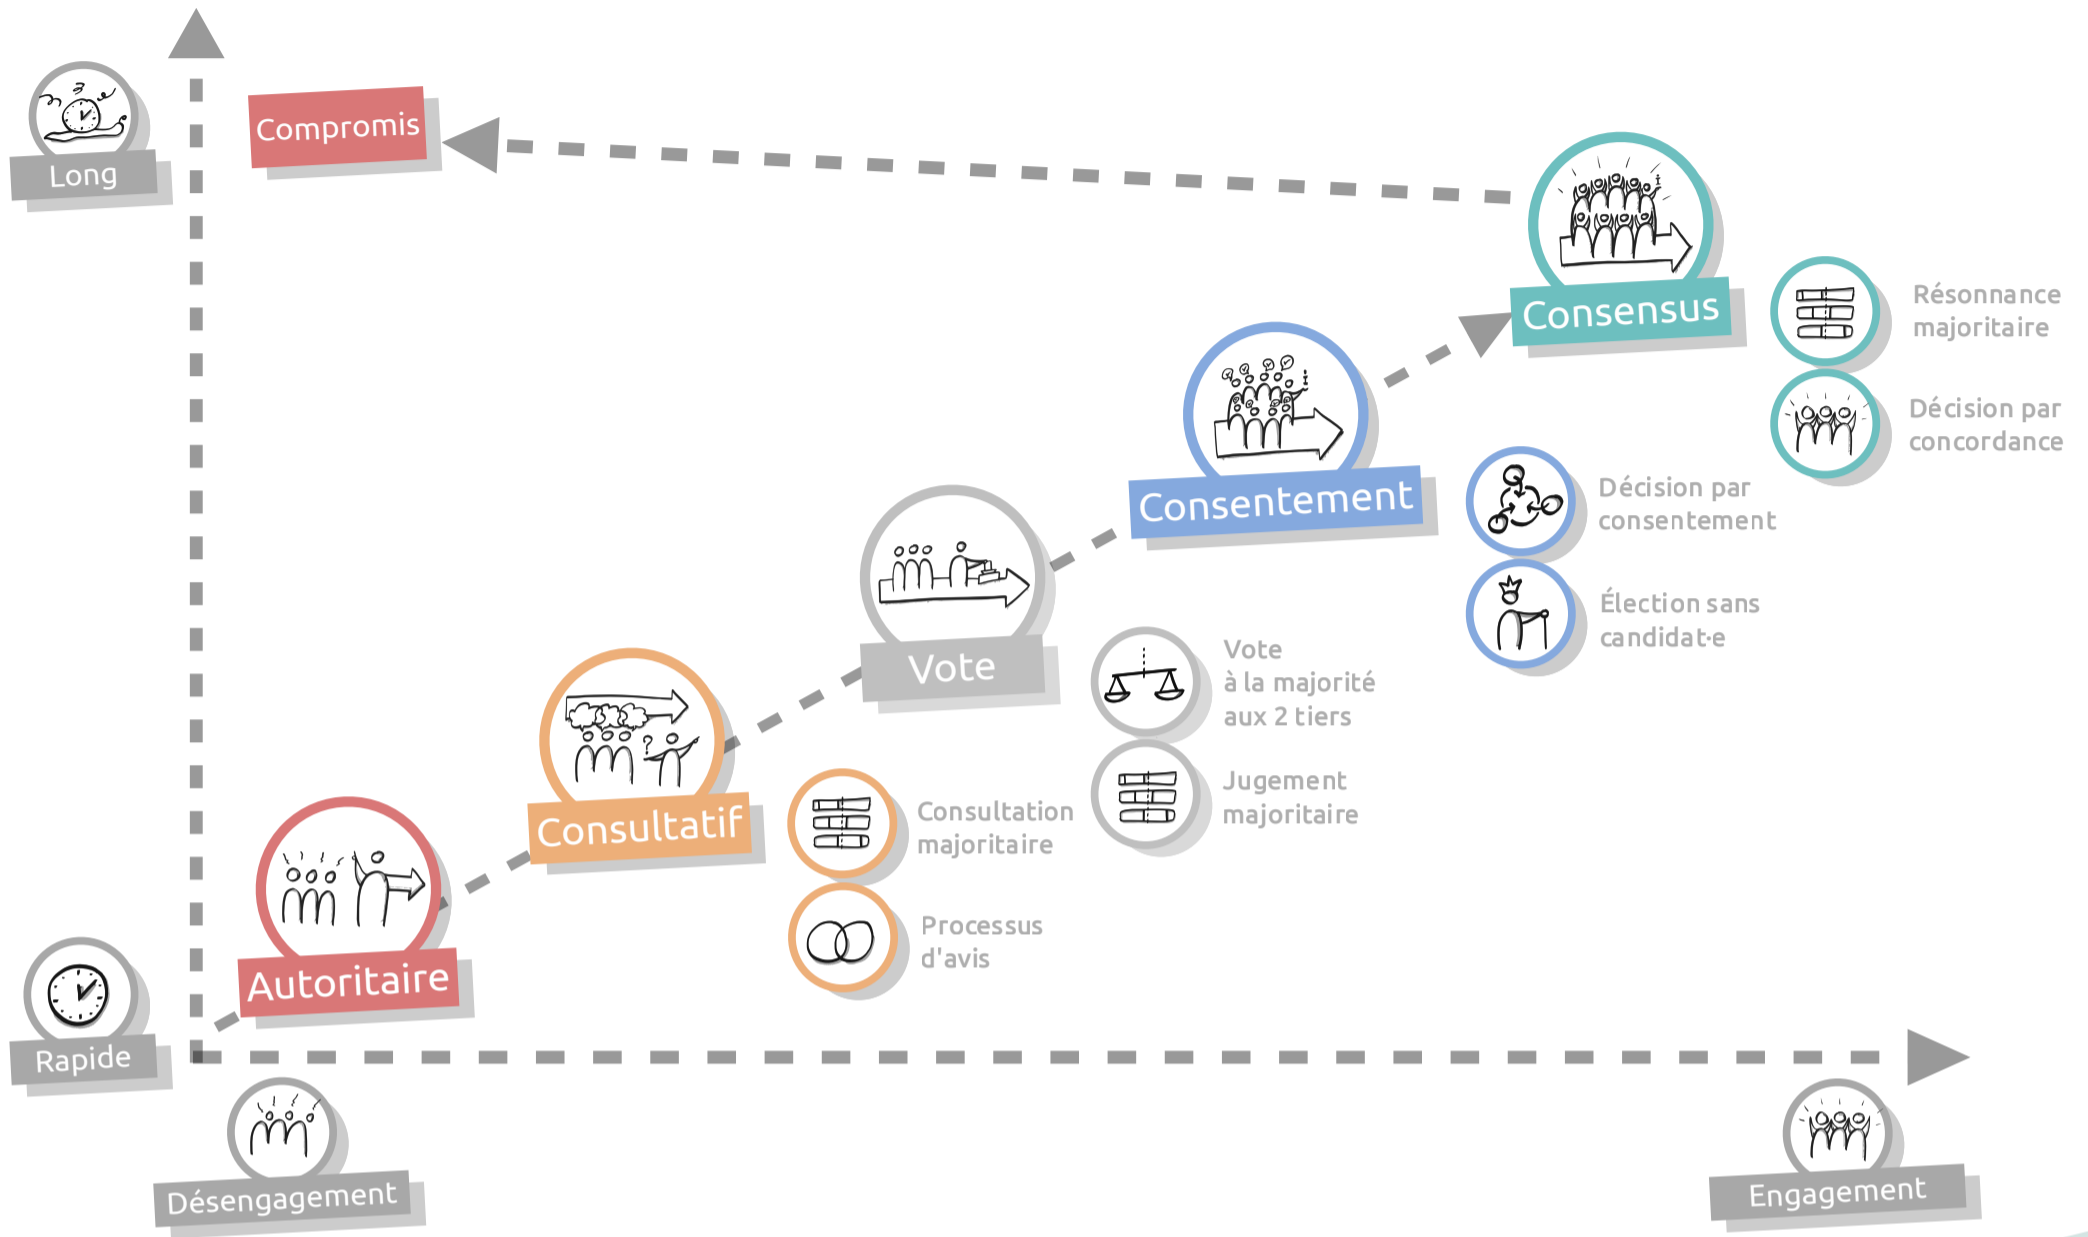 Long
Compromis
Consensus
Résonnance
majoritaire
Décision par
concordance
Consentement
Décision par
consentement
Élection sans
candidat·e
Vote
Vote
à la majorité
aux 2 tiers
Jugement
majoritaire
Consultatif
Consultation
majoritaire
Processus
d'avis
Autoritaire
Rapide
Désengagement
Engagement